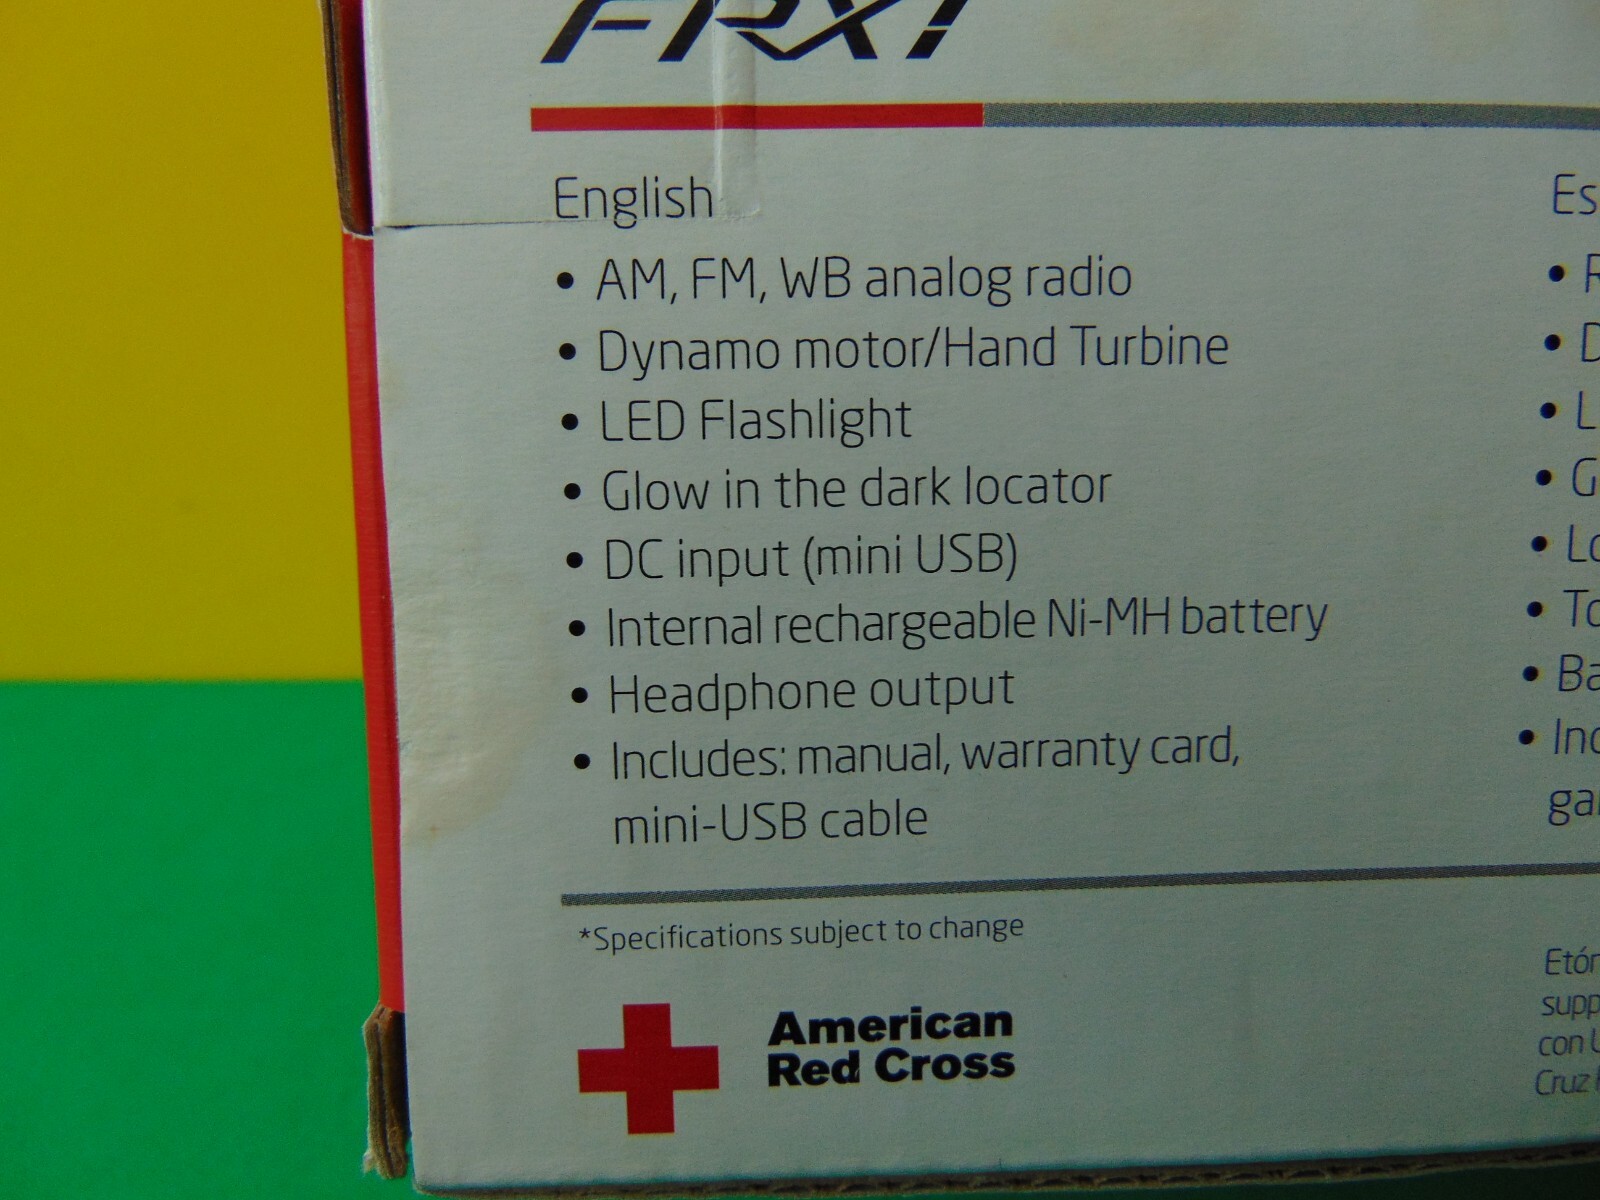 FRX1
English
• AM, FM, WB analog radio
• Dynamo motor/Hand Turbine
• LED Flashlight
• Glow in the dark locator
• DC input (mini USB)
• Internal rechargeable Ni-MH battery
• Headphone output
• Includes: manual, warranty card,
mini-USB cable
*Specifications subject to change
American
Red Cross
Cruz